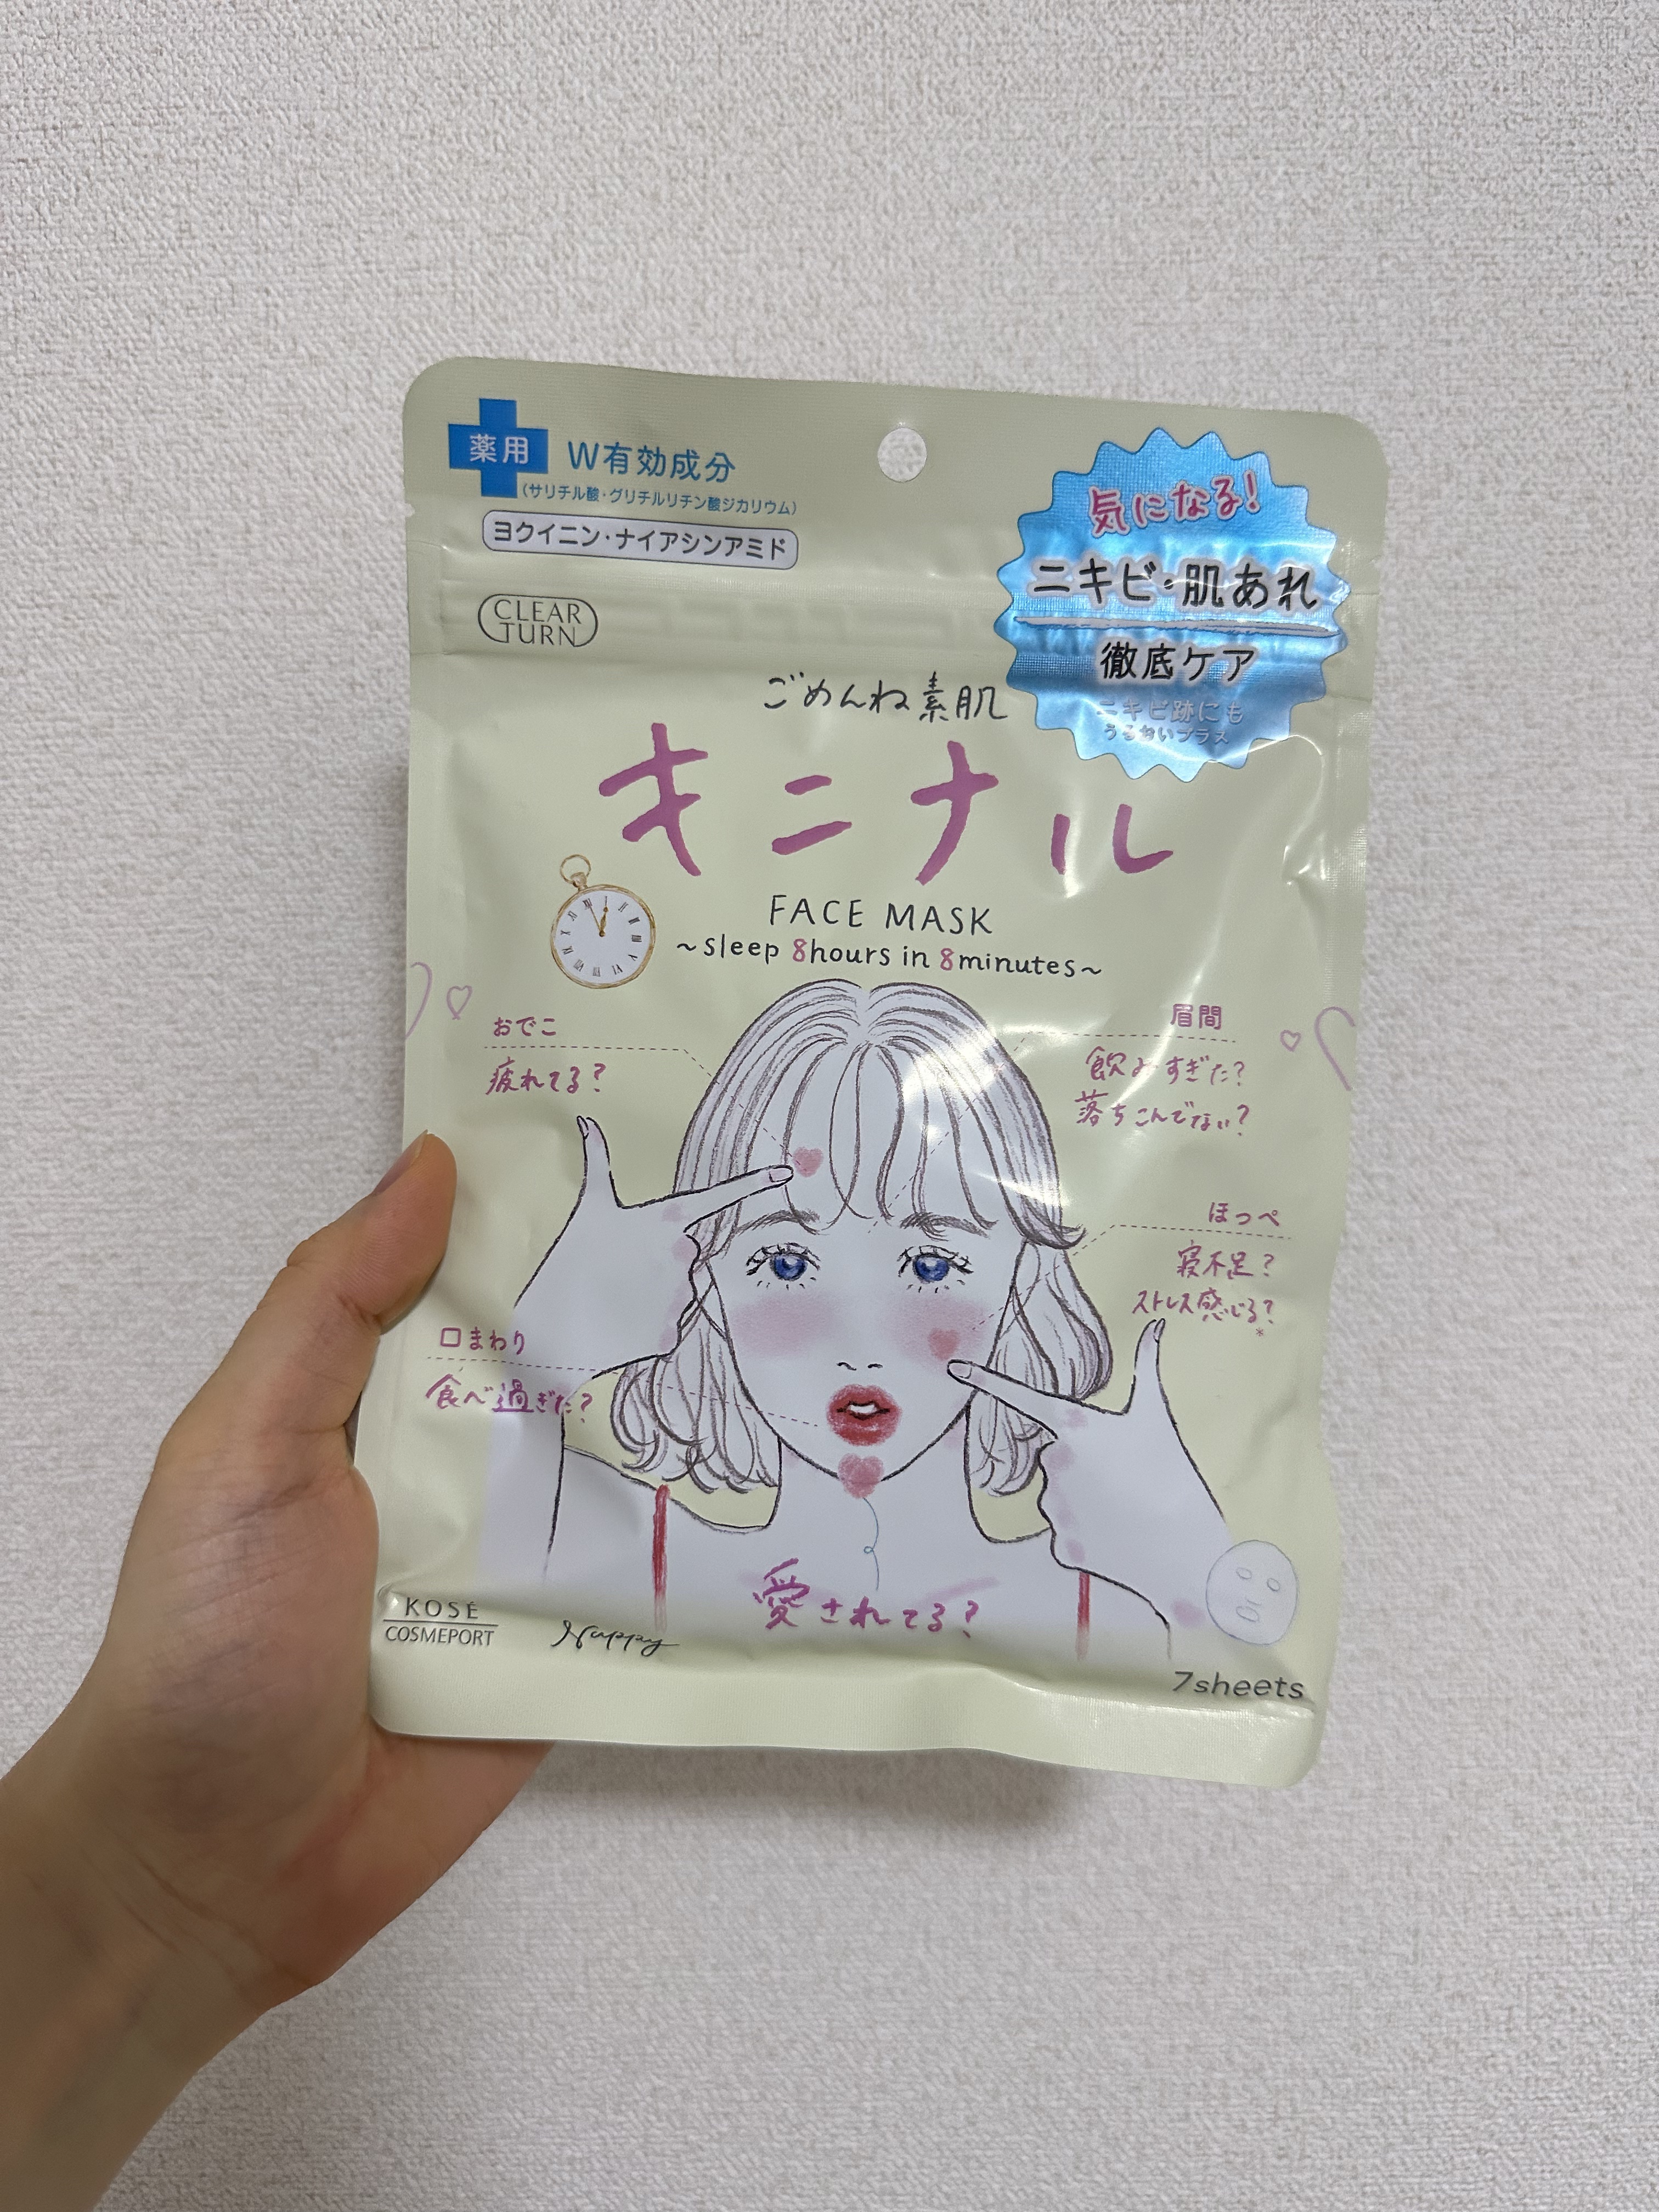 薬用
W有効成分
(サリチル酸・グリチルリチン酸ジカリウム)
ヨクイニン・ナイアシンアミド
CLEAR
TURN
気になる!
ニキビ・肌あれ
徹底ケア
ニキビ跡にも
うるおいプラス
ごめんね素肌
キニナル
FACE MASK
~sleep 8hours in 8minutes~
おでこ
疲れてる?
眉間
飲みすぎた?
落ちこんでない?
ほっぺ
寝不足?
ストレス感じる?
*
口まわり
食べ過ぎた?
愛されてる?
KOSÉ
COSMEPORT
Nuppy
7sheets